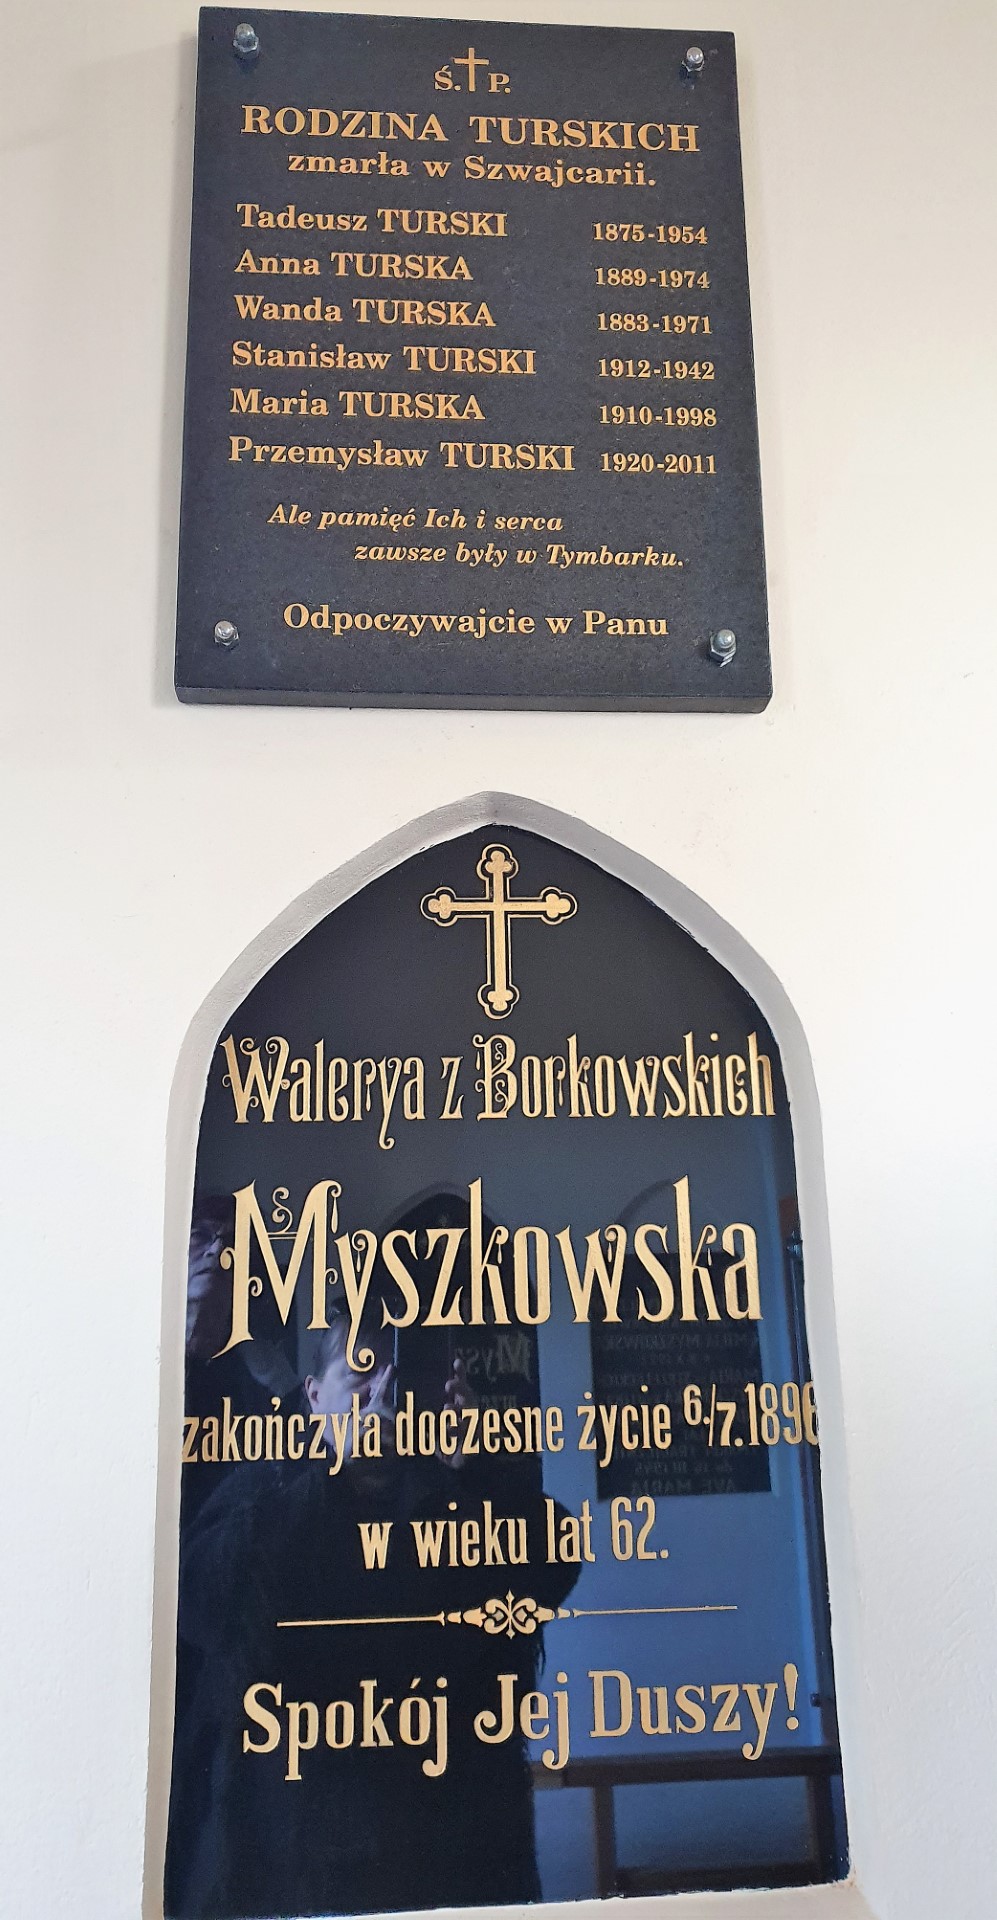 Ś.†P.
RODZINA TURSKICH
zmarła w Szwajcarii.
Tadeusz TURSKI 1875-1954
Anna TURSKA 1889-1974
Wanda TURSKA 1883-1971
Stanisław TURSKI 1912-1942
Maria TURSKA 1910-1998
Przemysław TURSKI 1920-2011
Ale pamięć Ich i serca
zawsze były w Tymbarku.
Odpoczywajcie w Panu
Walerya z Borkowskich
Myszkowska
zakończyła doczesne życie 6./7.1896
w wieku lat 62.
Spokój Jej Duszy!